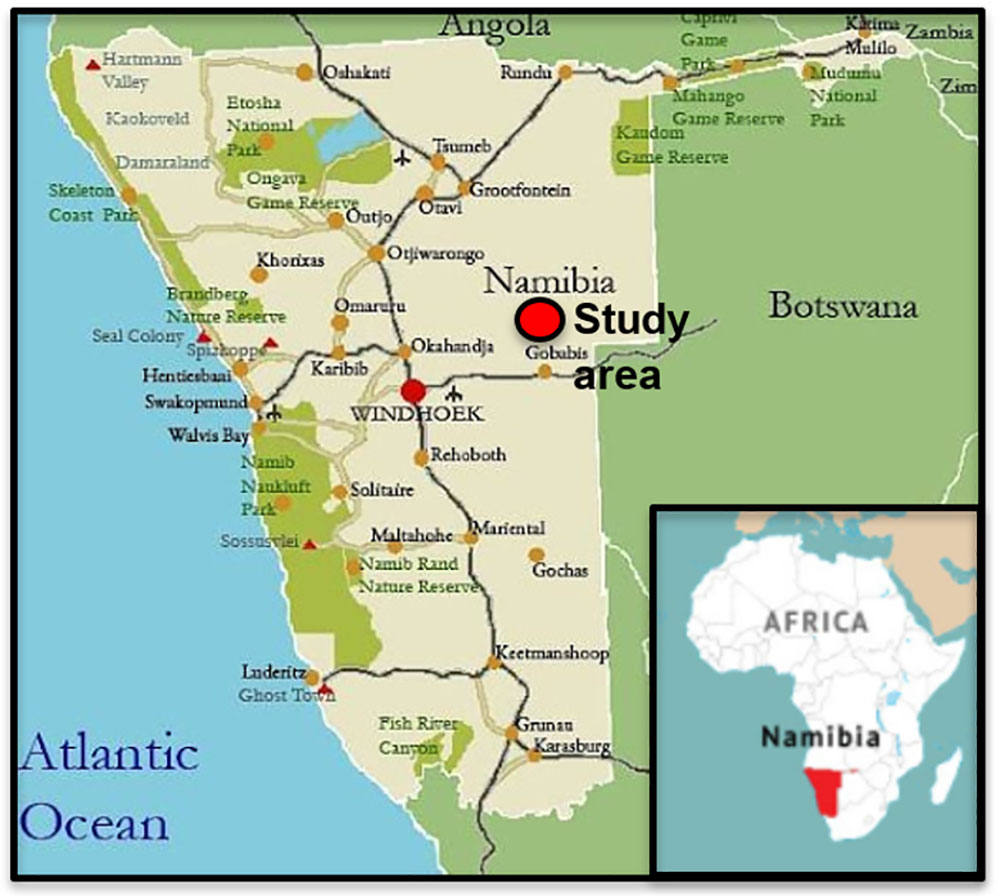 Angola
Caprivi
Game
Park
Katima
Mulilo
Zambia
Zim
Hartmann
Valley
Oshakati
Rundu
Mudumu
National
Park
Mahango
Game Reserve
Kaokoveld
Etosha
National
Park
Kaudom
Game Reserve
Tsumeb
Damaraland
Ongava
Game Reserve
Grootfontein
Skeleton
Coast Park
Otavi
Outjo
Otjiwarongo
Khorixas
Namibia
Botswana
Brandberg
Nature Reserve
Omaruru
Study
area
Seal Colony
Spizkoppe
Okahandja
Gobabis
Karibib
Hentiesbaai
Swakopmund
WINDHOEK
Walvis Bay
Rehoboth
Namib
Naukluft
Park
Solitaire
Sossusvlei
Maltahohe
Mariental
Gochas
Namib Rand
Nature Reserve
Keetmanshoop
Luderitz
Ghost Town
Fish River
Canyon
Grunau
Karasburg
Atlantic
Ocean
AFRICA
Namibia